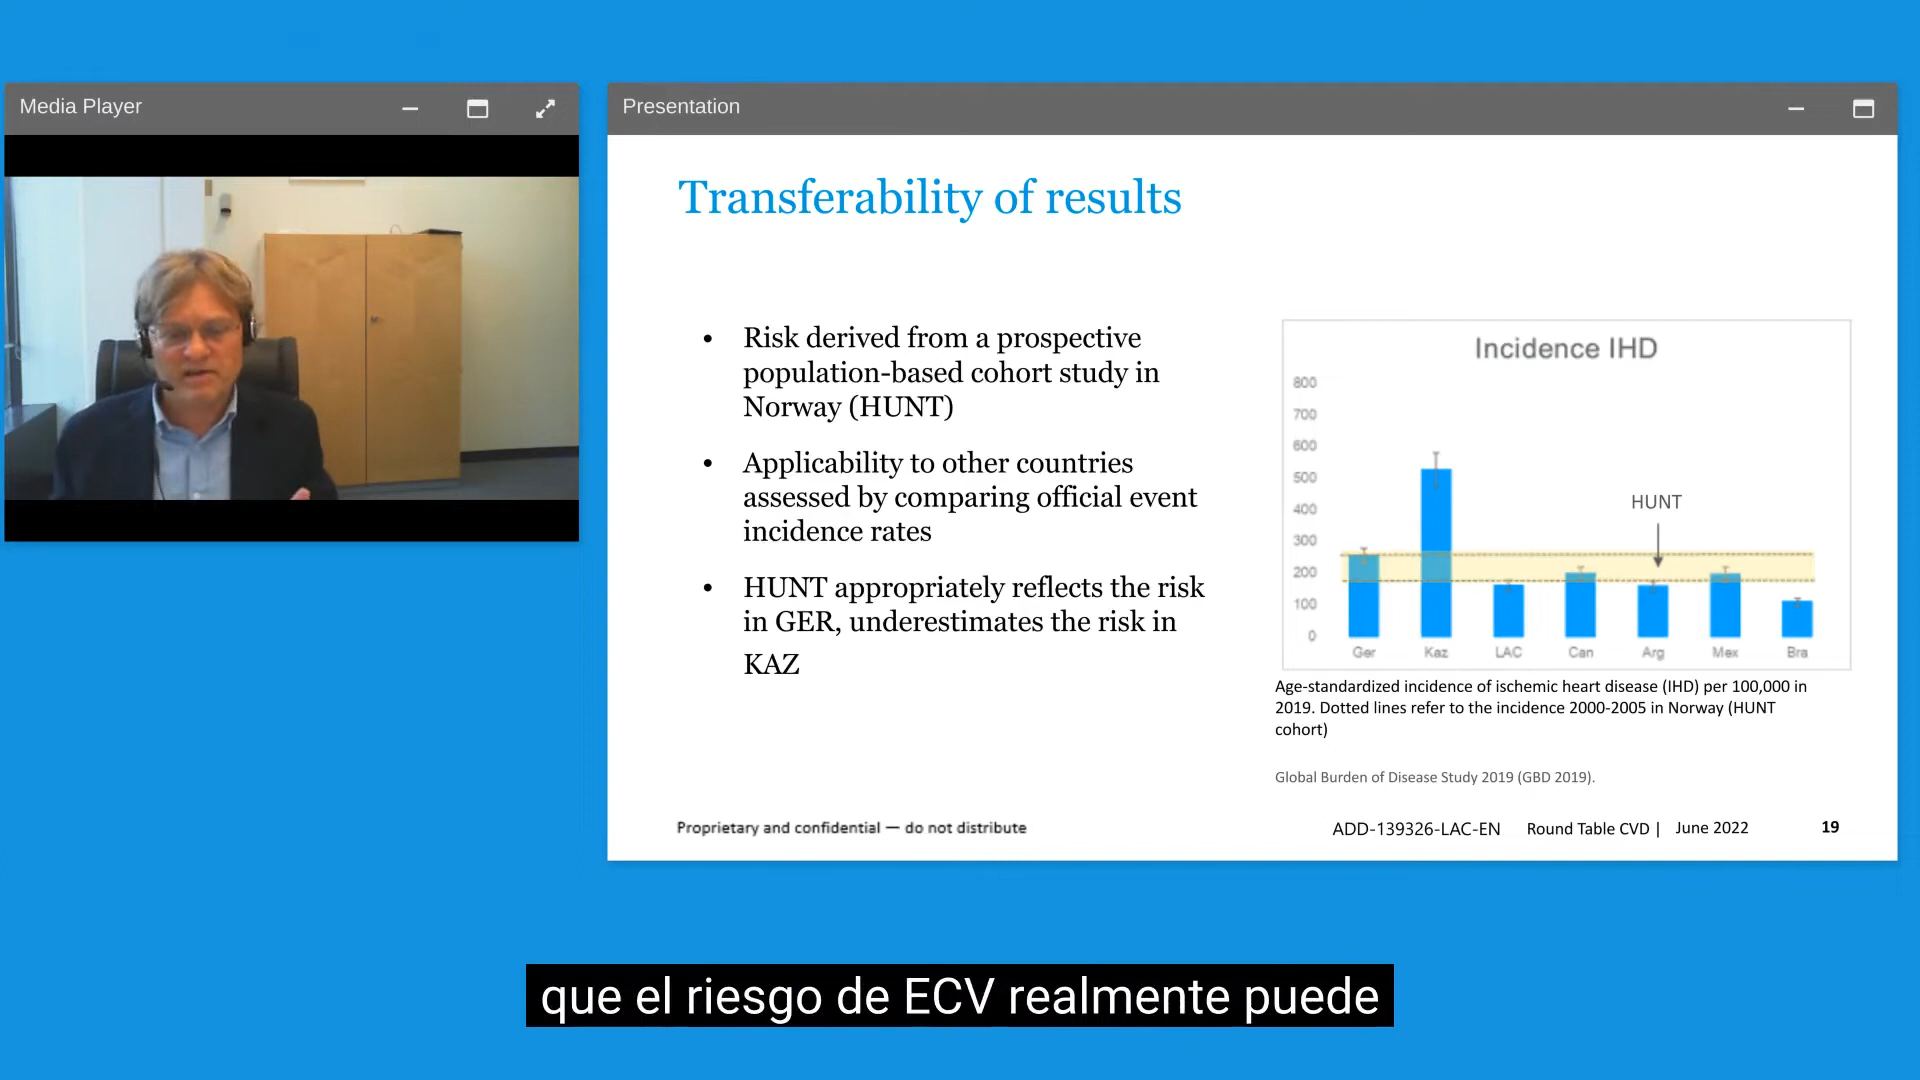 Media Player
Presentation
Transferability of results
• Risk derived from a prospective
population-based cohort study in
Norway (HUNT)
• Applicability to other countries
assessed by comparing official event
incidence rates
• HUNT appropriately reflects the risk
in GER, underestimates the risk in
KAZ
Incidence IHD
800
700
600
500
400
300
200
100
0
HUNT
Ger Kaz LAC Can Arg Mex Bra
Age-standardized incidence of ischemic heart disease (IHD) per 100,000 in
2019. Dotted lines refer to the incidence 2000-2005 in Norway (HUNT
cohort)
Global Burden of Disease Study 2019 (GBD 2019).
Proprietary and confidential — do not distribute
ADD-139326-LAC-EN Round Table CVD | June 2022 19
que el riesgo de ECV realmente puede